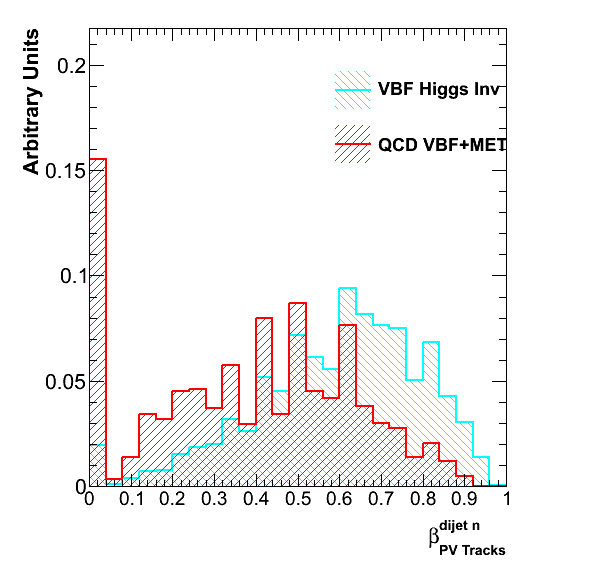 Arbitrary Units
0.2
0.15
0.1
0.05
0
VBF Higgs Inv
QCD VBF+MET
0 0.1 0.2 0.3 0.4 0.5 0.6 0.7 0.8 0.9 1
β dijet n
PV Tracks